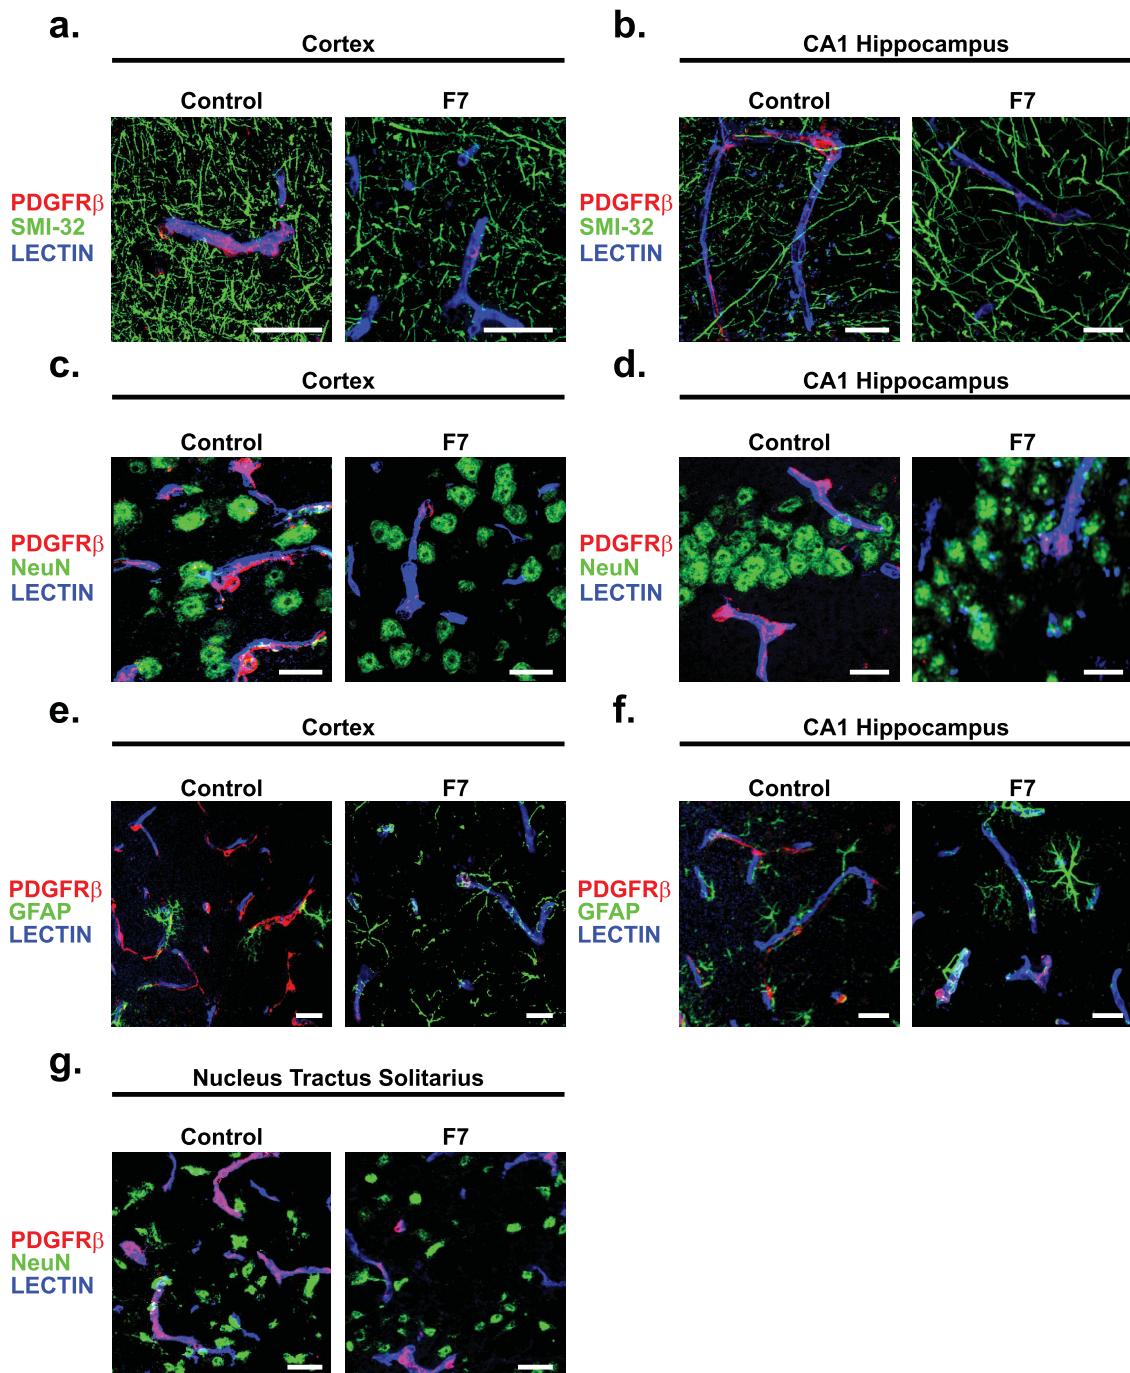 a.
Cortex
Control
F7
PDGFRβ
SMI-32
LECTIN
b.
CA1 Hippocampus
Control
F7
PDGFRβ
SMI-32
LECTIN
c.
Cortex
Control
F7
PDGFRβ
NeuN
LECTIN
d.
CA1 Hippocampus
Control
F7
PDGFRβ
NeuN
LECTIN
e.
Cortex
Control
F7
PDGFRβ
GFAP
LECTIN
f.
CA1 Hippocampus
Control
F7
PDGFRβ
GFAP
LECTIN
g.
Nucleus Tractus Solitarius
Control
F7
PDGFRβ
NeuN
LECTIN